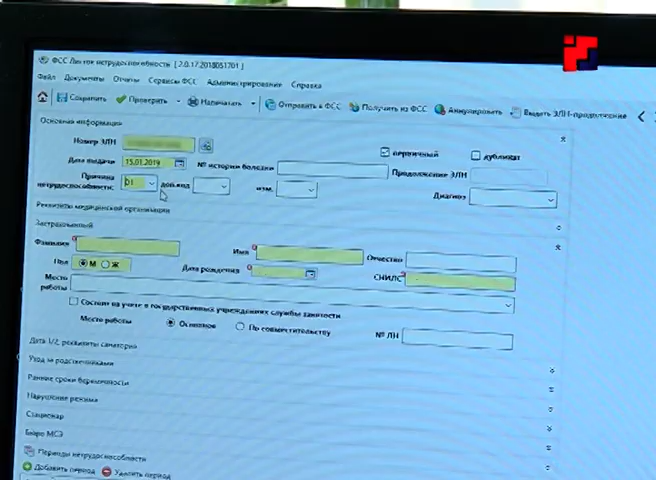 ФСС Листок нетрудоспособности [ 2.0.17.2018051701 ]
Файл Документы Отчеты Сервисы ФСС Администрирование Справка
Сохранить Проверить Напечатать Отправить в ФСС Получить из ФСС Аннулировать Выдать ЭЛН-продолжение
Основная информация
Номер ЭЛН первичный дубликат
Дата выдачи 15.01.2019 № истории болезни Продолжение ЭЛН
Причина нетрудоспособности: 01 доп.код изм. Диагноз
Реквизиты медицинской организации
Застрахованный
Фамилия Имя Отчество
Пол М Ж Дата рождения СНИЛС
Место работы
Состоит на учете в государственных учреждениях службы занятости
Место работы Основное По совместительству № ЛН
Дата 1/2, реквизиты санатория
Уход за родственниками
Ранние сроки беременности
Нарушение режима
Стационар
Бюро МСЭ
Периоды нетрудоспособности
Добавить период Удалить период